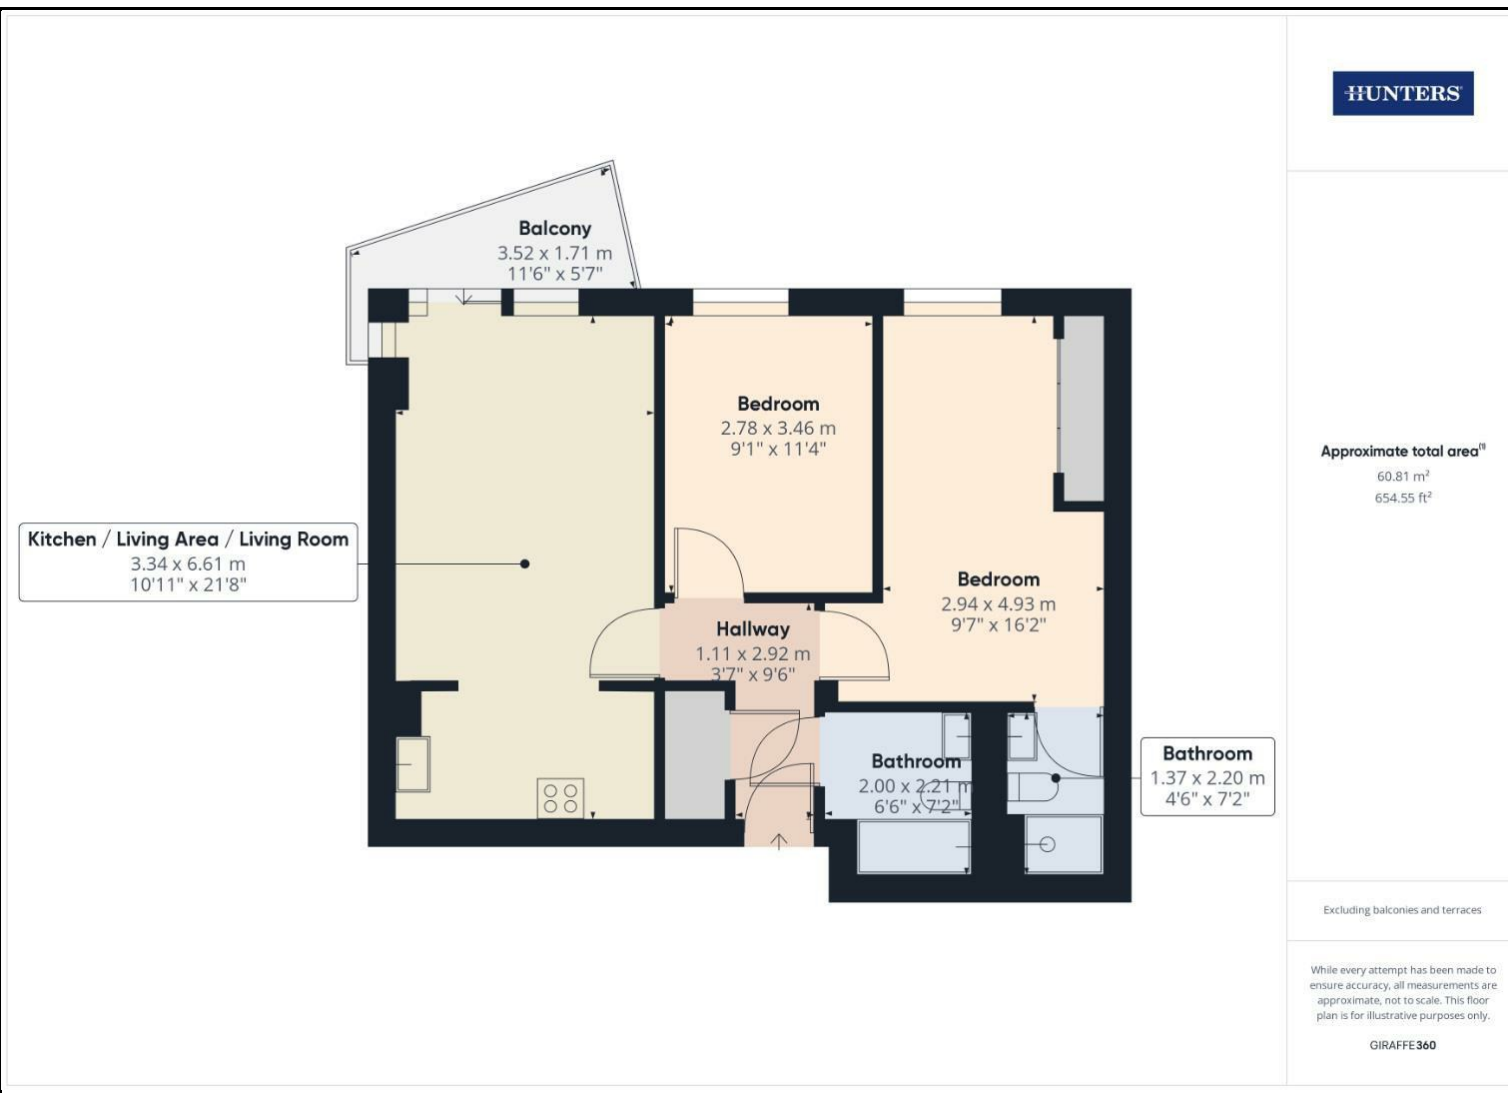 HUNTERS
Balcony
3.52 x 1.71 m
11'6" x 5'7"
Bedroom
2.78 x 3.46 m
9'1" x 11'4"
Kitchen / Living Area / Living Room
3.34 x 6.61 m
10'11" x 21'8"
Bedroom
2.94 x 4.93 m
9'7" x 16'2"
Hallway
1.11 x 2.92 m
3'7" x 9'6"
Bathroom
2.00 x 2.21 m
6'6" x 7'2"
Bathroom
1.37 x 2.20 m
4'6" x 7'2"
Approximate total area⁽¹⁾
60.81 m²
654.55 ft²
Excluding balconies and terraces
While every attempt has been made to
ensure accuracy, all measurements are
approximate, not to scale. This floor
plan is for illustrative purposes only.
GIRAFFE360